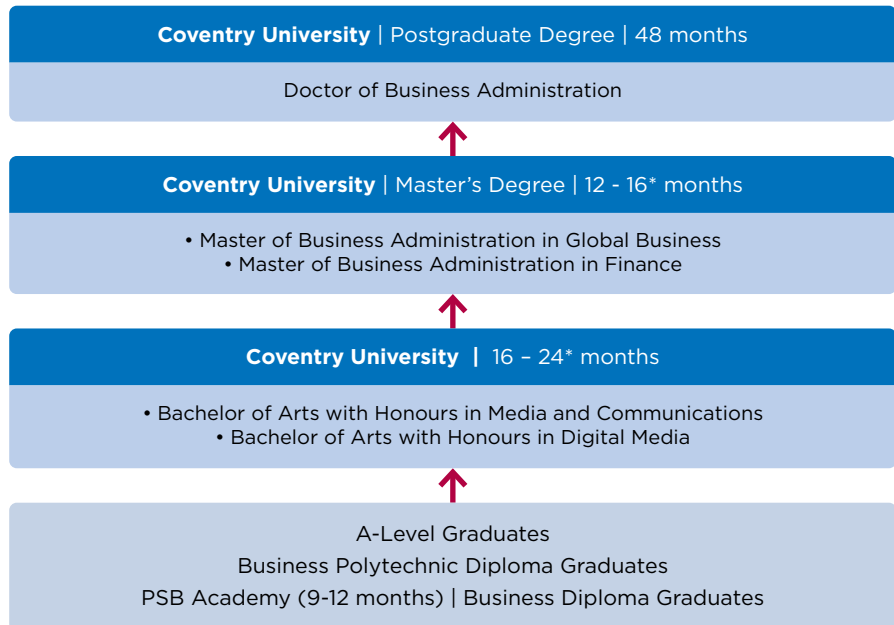 Coventry University | Postgraduate Degree | 48 months
Doctor of Business Administration
Coventry University | Master's Degree | 12 - 16* months
• Master of Business Administration in Global Business
• Master of Business Administration in Finance
Coventry University | 16 – 24* months
• Bachelor of Arts with Honours in Media and Communications
• Bachelor of Arts with Honours in Digital Media
A-Level Graduates
Business Polytechnic Diploma Graduates
PSB Academy (9-12 months) | Business Diploma Graduates